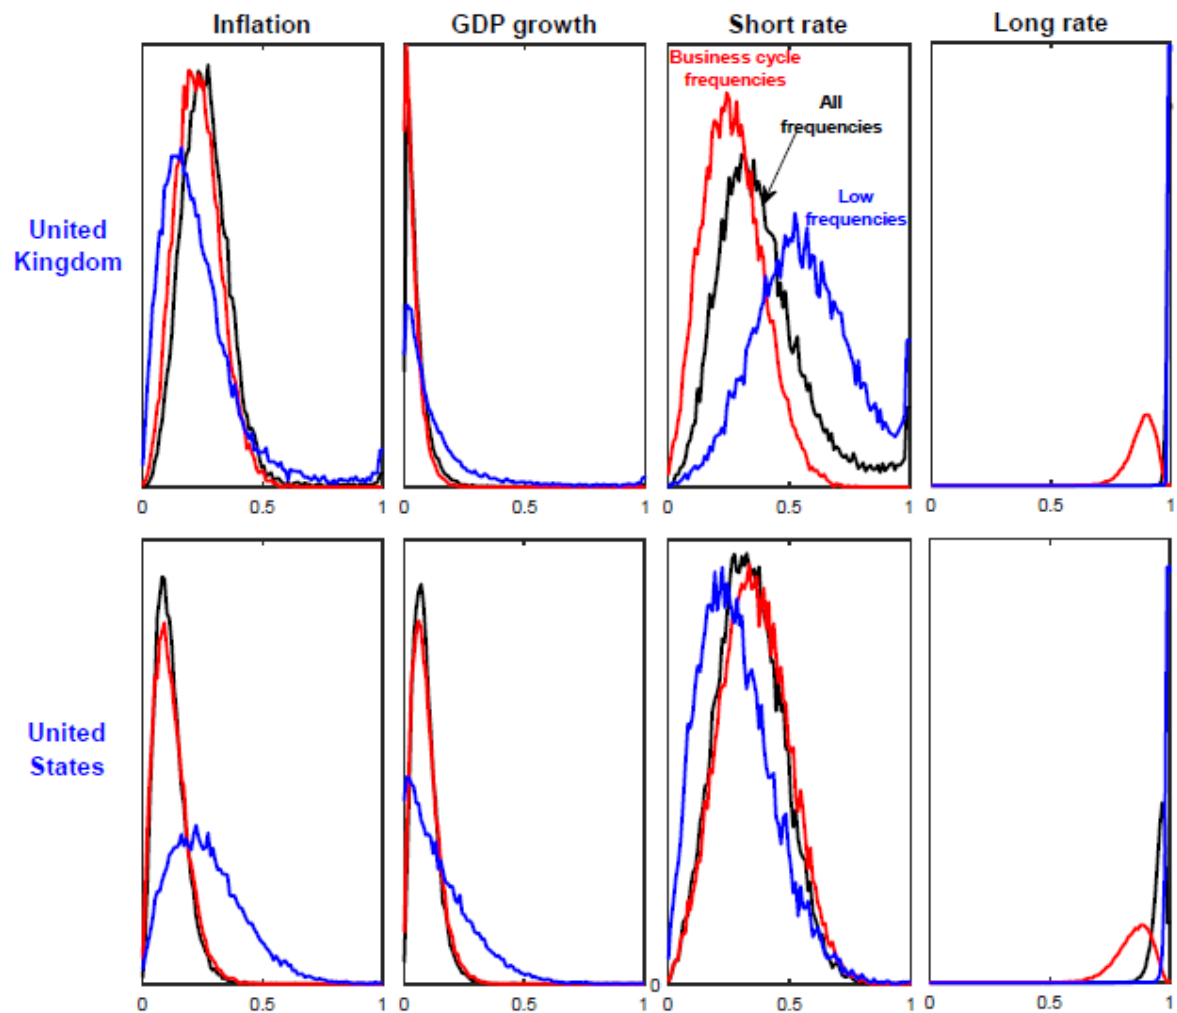 Inflation
GDP growth
Short rate
Long rate
Business cycle
frequencies
All
frequencies
Low
frequencies
United
Kingdom
0 0.5 1
0 0.5 1
0 0.5 1
0 0.5 1
United
States
0
0 0.5 1
0 0.5 1
0 0.5 1
0 0.5 1